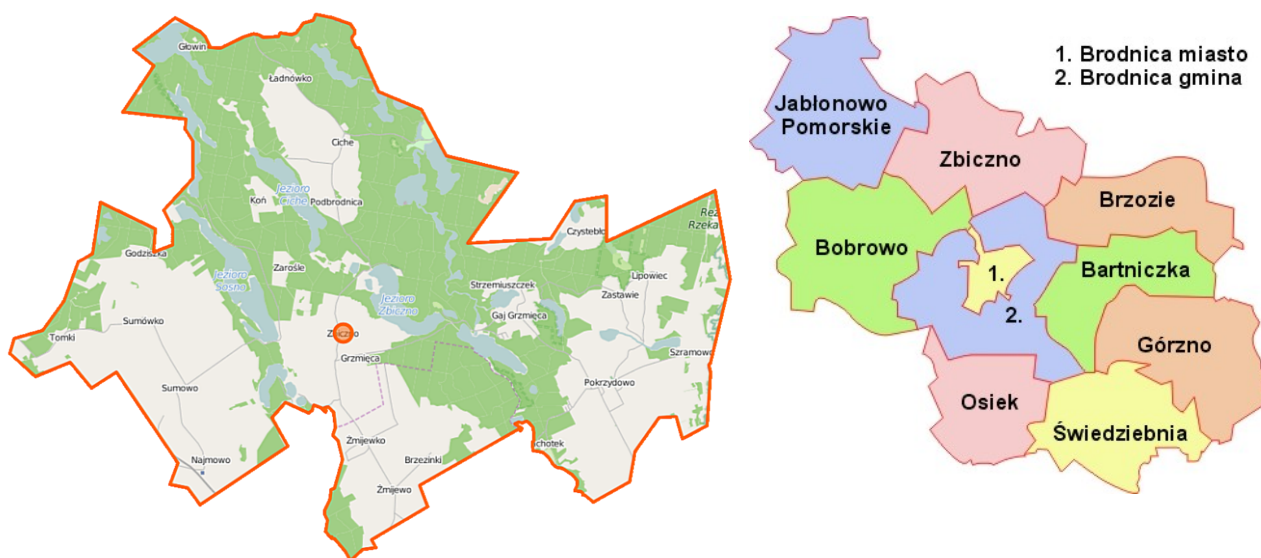 Głowin
Ładnówko
Ciche
Jezioro
Ciche
Koń
Podbrodnica
Czystebło
Rez
Rzeka
Godziszka
Jezioro
Sosno
Zarośle
Jezioro
Zbiczno
Strzemiuszczek
Lipowiec
Zastawie
Gaj Grzmięca
Sumówko
Tomki
Zbiczno
Grzmięca
Szramowo
Sumowo
Pokrzydowo
Żmijewko
Brzezinki
Najmowo
Żmijewo
1. Brodnica miasto
2. Brodnica gmina
Jabłonowo
Pomorskie
Zbiczno
Brzozie
Bobrowo
Bartniczka
1.
2.
Górzno
Osiek
Świedziebnia